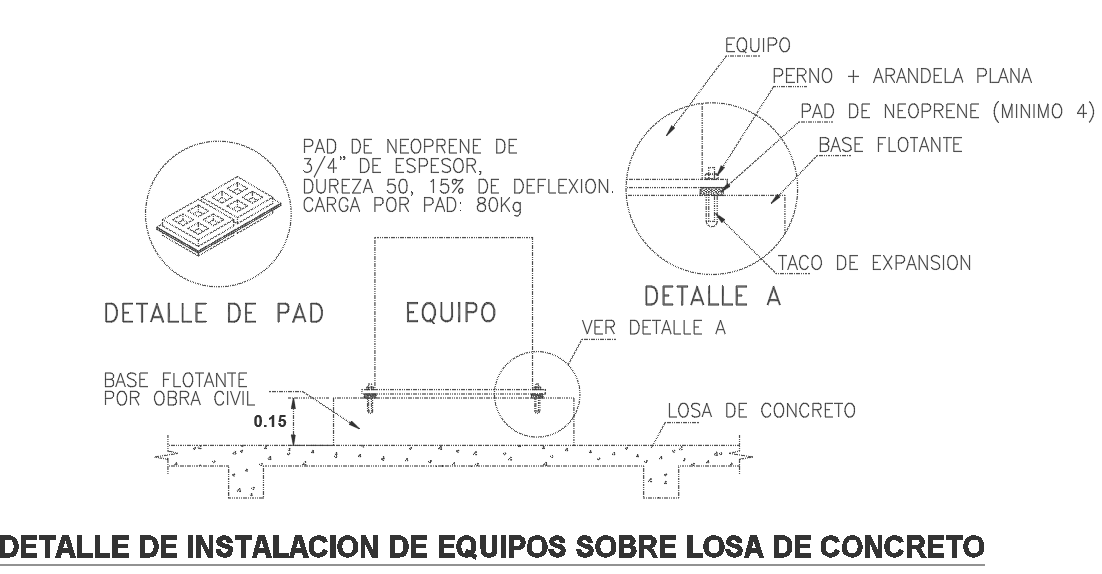 EQUIPO
PERNO + ARANDELA PLANA
PAD DE NEOPRENE (MINIMO 4)
BASE FLOTANTE
PAD DE NEOPRENE DE
3/4" DE ESPESOR,
DUREZA 50, 15% DE DEFLEXION.
CARGA POR PAD: 80Kg
TACO DE EXPANSION
DETALLE A
DETALLE DE PAD
EQUIPO
VER DETALLE A
BASE FLOTANTE
POR OBRA CIVIL
0.15
LOSA DE CONCRETO
DETALLE DE INSTALACION DE EQUIPOS SOBRE LOSA DE CONCRETO